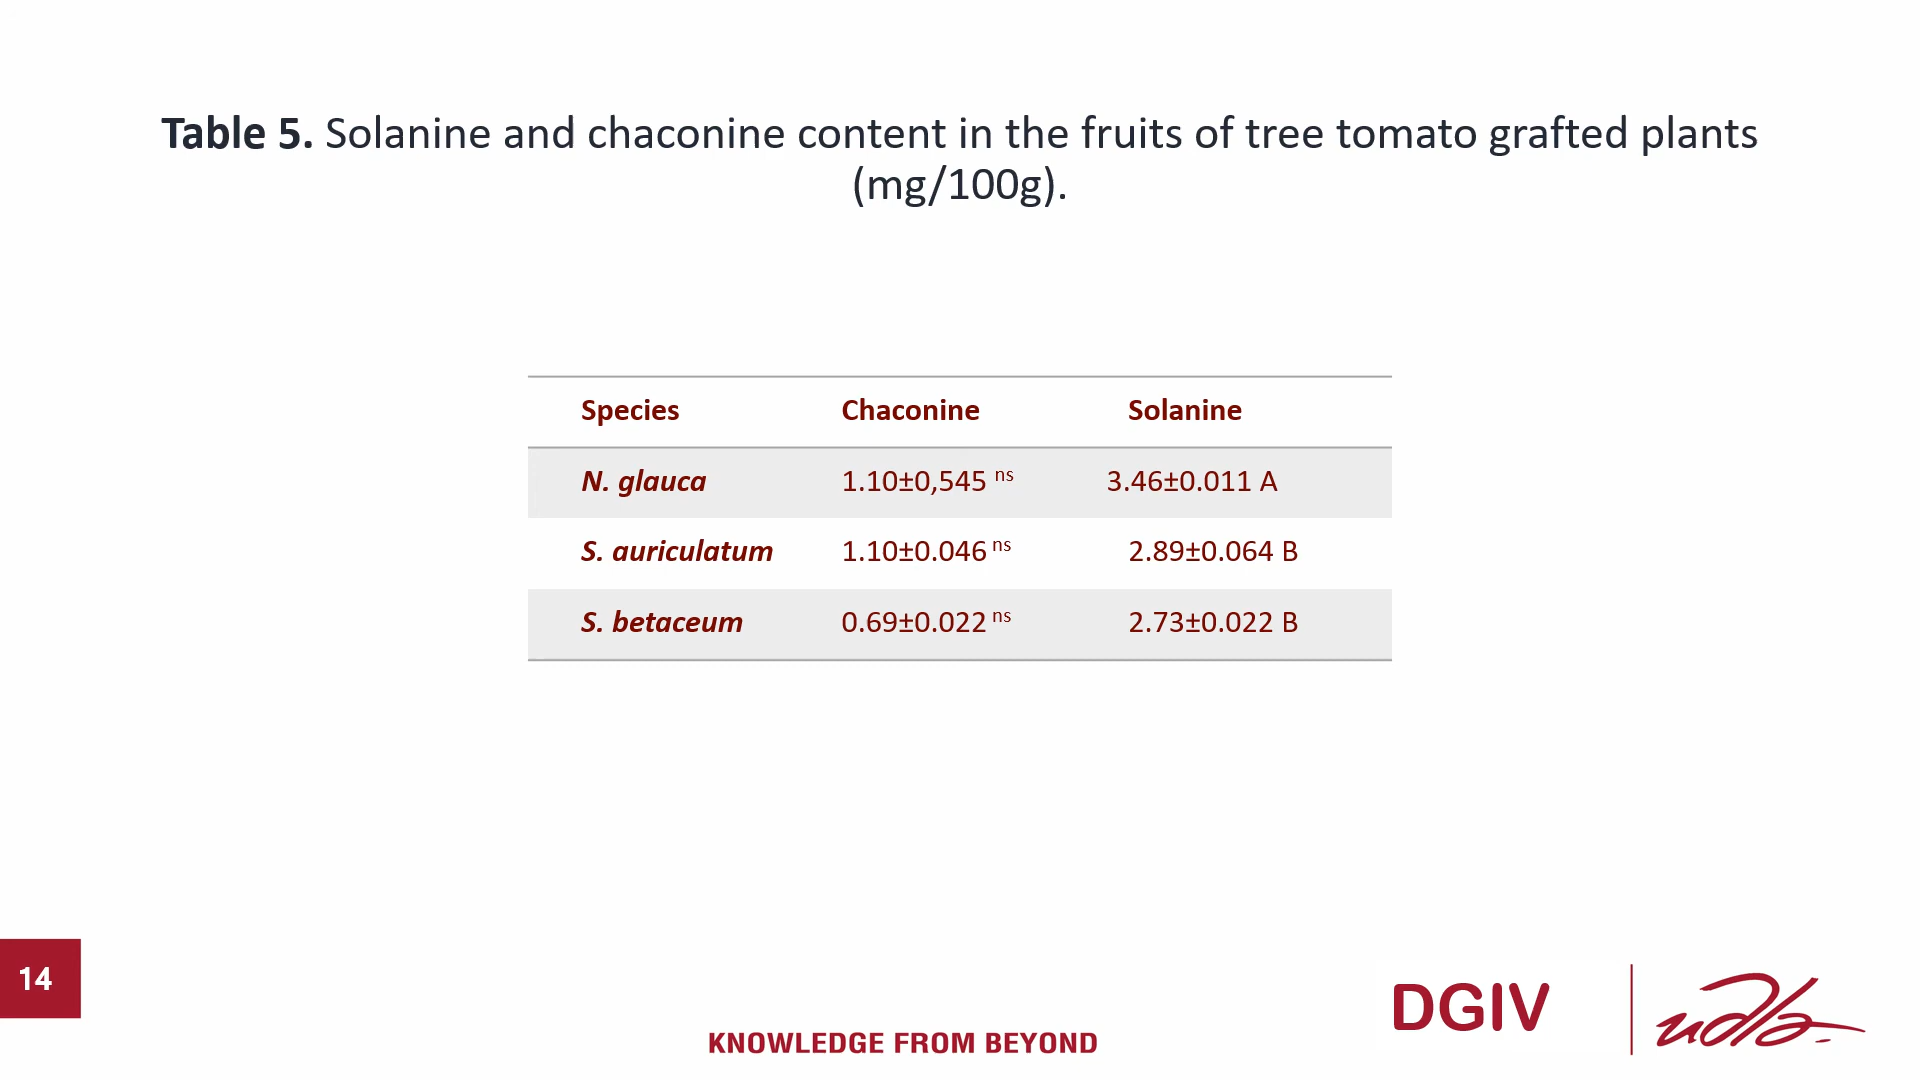 Table 5. Solanine and chaconine content in the fruits of tree tomato grafted plants
(mg/100g).
Species Chaconine Solanine
N. glauca 1.10±0,545 ns 3.46±0.011 A
S. auriculatum 1.10±0.046 ns 2.89±0.064 B
S. betaceum 0.69±0.022 ns 2.73±0.022 B
14
DGIV
udla-
KNOWLEDGE FROM BEYOND